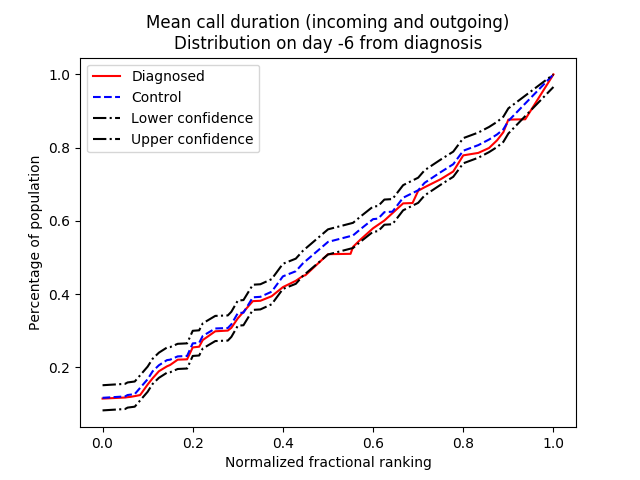 Mean call duration (incoming and outgoing)
Distribution on day -6 from diagnosis
Diagnosed
Control
Lower confidence
Upper confidence
Percentage of population
1.0
0.8
0.6
0.4
0.2
0.0 0.2 0.4 0.6 0.8 1.0
Normalized fractional ranking